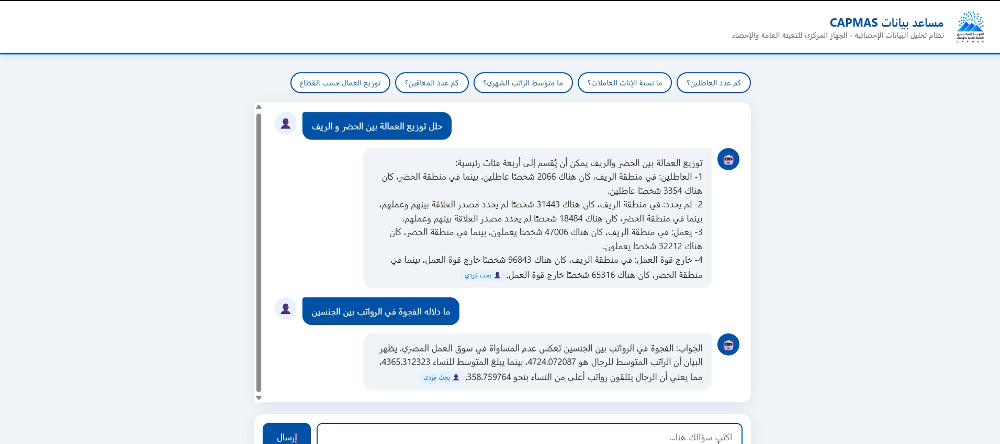 مساعد بيانات CAPMAS
نظام تحليل البيانات الإحصائية - الجهاز المركزي للتعبئة العامة والإحصاء
الجهاز المركزي
للتعبئة العامة والإحصاء
C A P M A S
كم عدد العاطلين؟
ما نسبة الإناث العاملات؟
ما متوسط الراتب الشهري؟
كم عدد المعاقين؟
توزيع العمال حسب القطاع
حلل توزيع العمالة بين الحضر و الريف
توزيع العمالة بين الحضر والريف يمكن أن يُقسم إلى أربعة فئات رئيسية:
1- العاطلين: في منطقة الريف، كان هناك 2066 شخصًا عاطلين، بينما في منطقة الحضر، كان
هناك 3354 شخصًا عاطلين.
2- لم يحدد: في منطقة الريف، كان هناك 31443 شخصًا لم يحدد مصدر العلاقة بينهم وعملهم،
بينما في منطقة الحضر، كان هناك 18484 شخصًا لم يحدد مصدر العلاقة بينهم وعملهم.
3- يعمل: في منطقة الريف، كان هناك 47006 شخصًا يعملون، بينما في منطقة الحضر، كان
هناك 32212 شخصًا يعملون.
4- خارج قوة العمل: في منطقة الريف، كان هناك 96843 شخصًا خارج قوة العمل، بينما في
منطقة الحضر، كان هناك 65316 شخصًا خارج قوة العمل. بحث فردي
ما دلاله الفجوة في الرواتب بين الجنسين
الجواب: الفجوة في الرواتب بين الجنسين تعكس عدم المساواة في سوق العمل المصري. يظهر
البيان أن الراتب المتوسط للرجال هو 4724.072087، بينما يبلغ المتوسط للنساء 4365.312323،
مما يعني أن الرجال يتلقون رواتب أعلى من النساء بنحو 358.759764. بحث فردي
اكتب سؤالك هنا...
إرسال